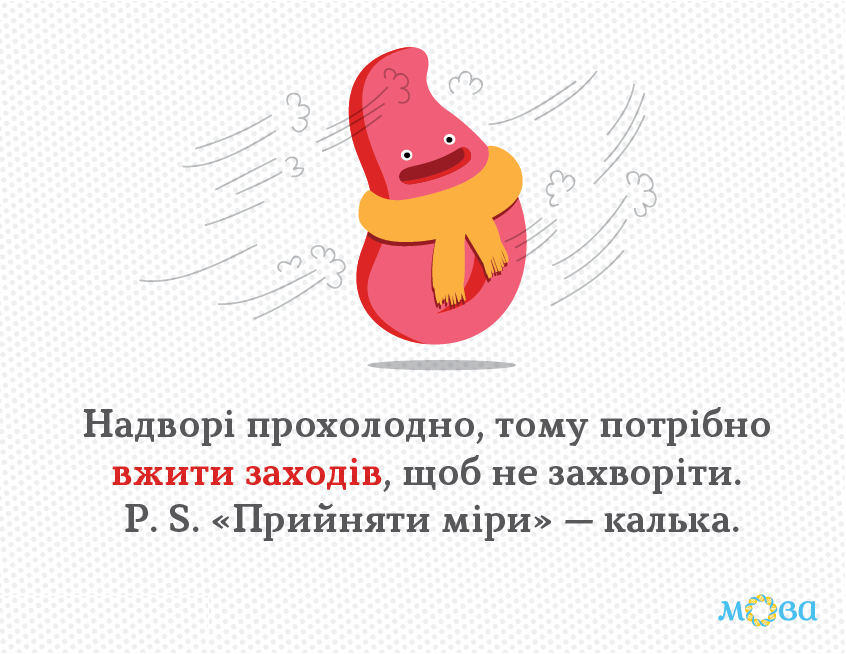 Надворі прохолодно, тому потрібно
вжити заходів, щоб не захворіти.
P. S. «Прийняти міри» — калька.
мова